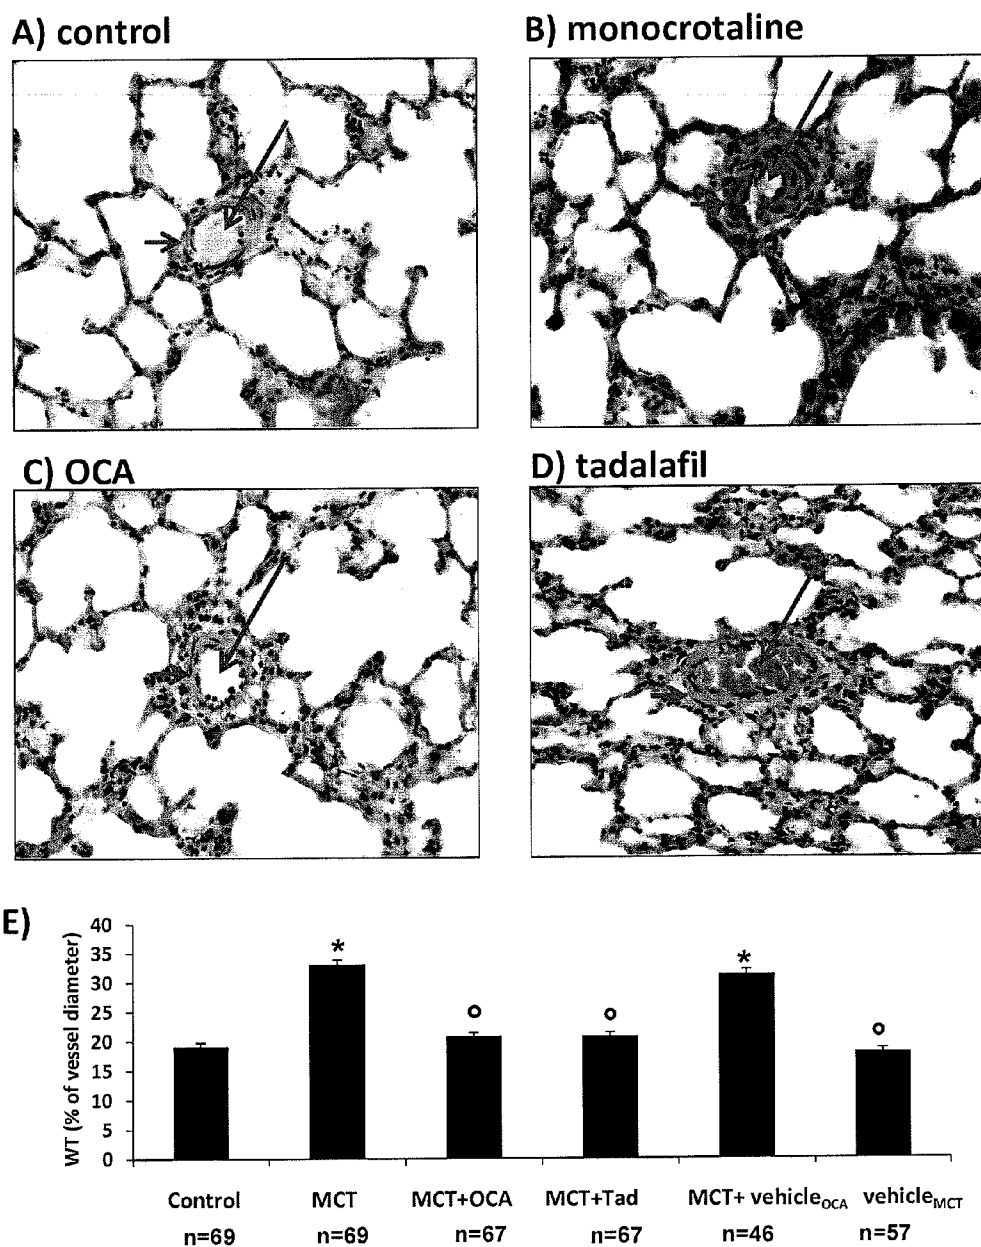 A) control
B) monocrotaline
C) OCA
D) tadalafil
E)
WT (% of vessel diameter)
40
35
30
25
20
15
10
5
0
* * 
Control MCT MCT+OCA MCT+Tad MCT+ vehicleOCA vehicleMCT
n=69 n=69 n=67 n=67 n=46 n=57